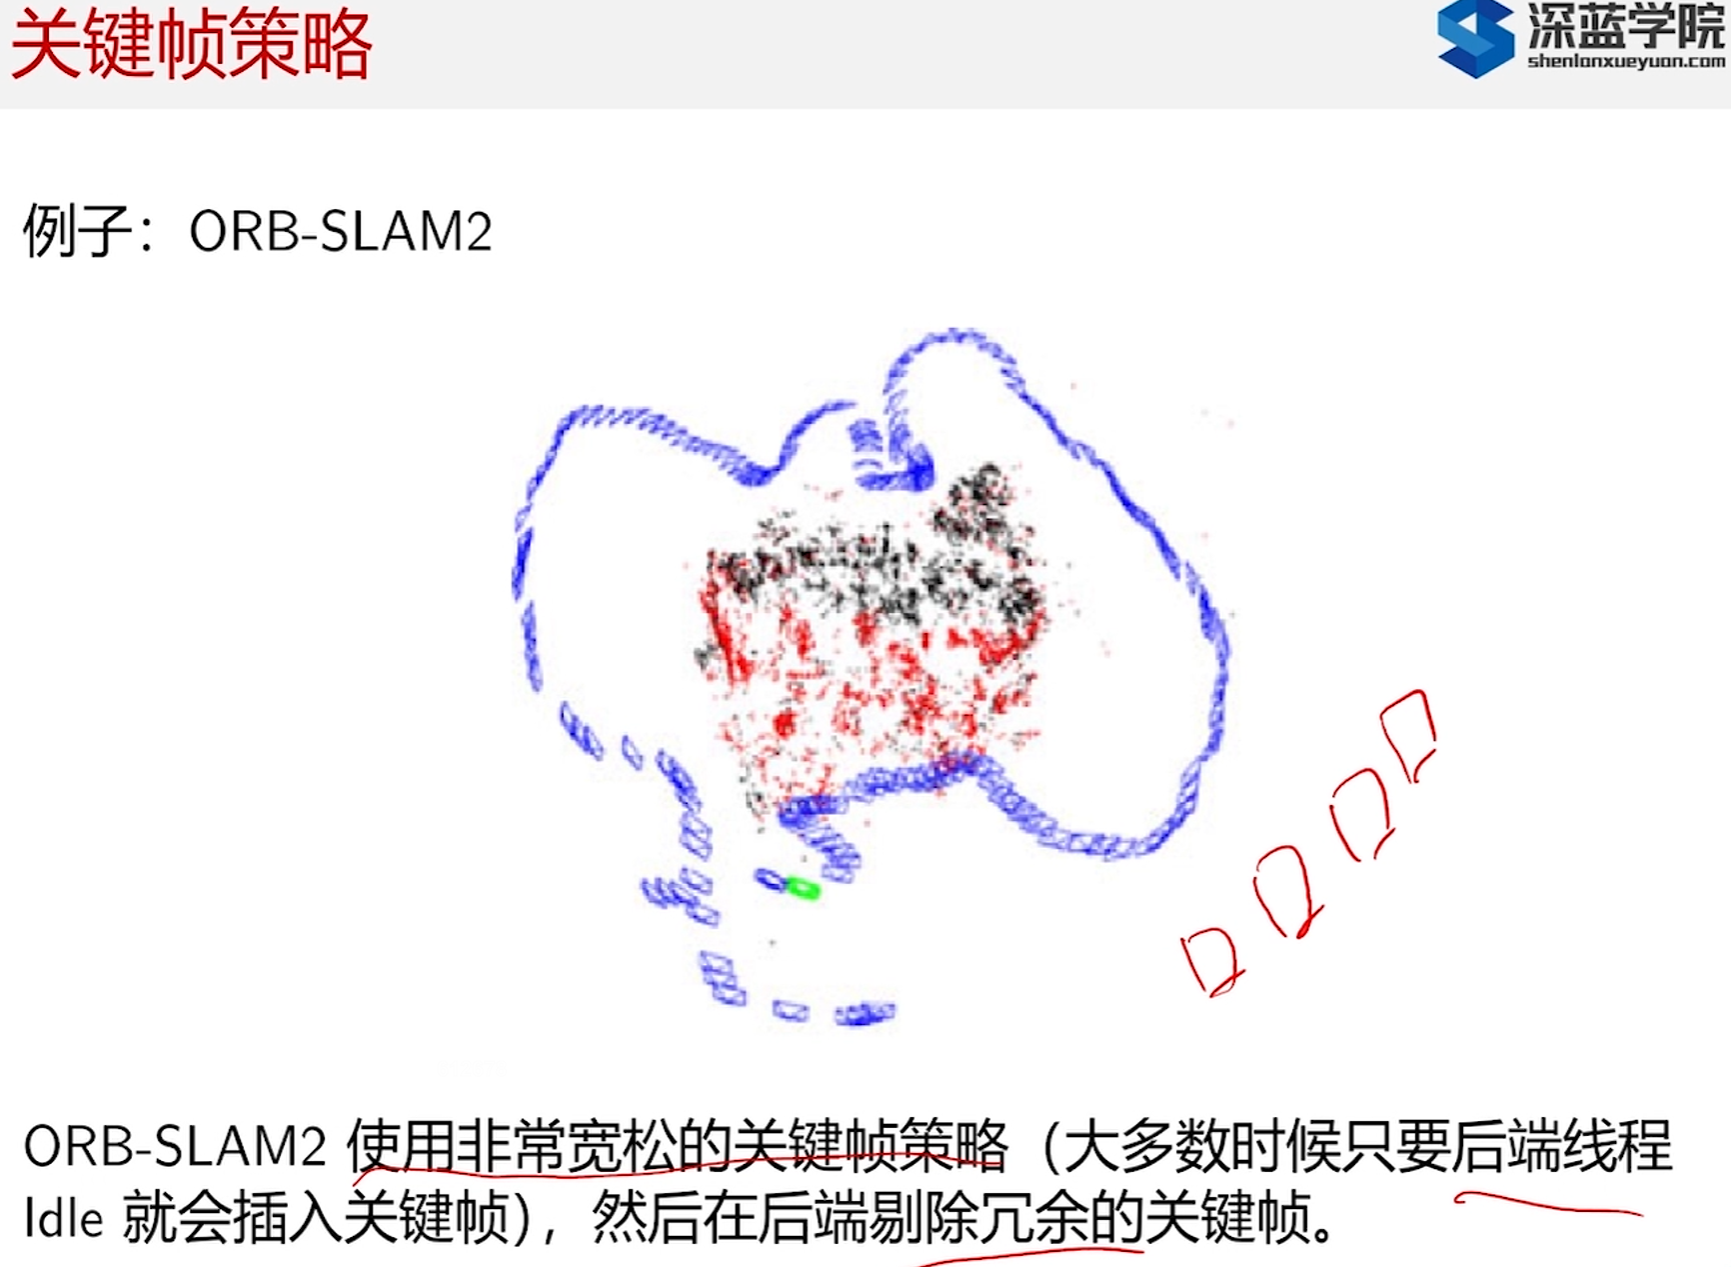 关键帧策略
深蓝学院
shenlanxueyuan.com
例子：ORB-SLAM2
ORB-SLAM2 使用非常宽松的关键帧策略（大多数时候只要后端线程
Idle 就会插入关键帧），然后在后端剔除冗余的关键帧。